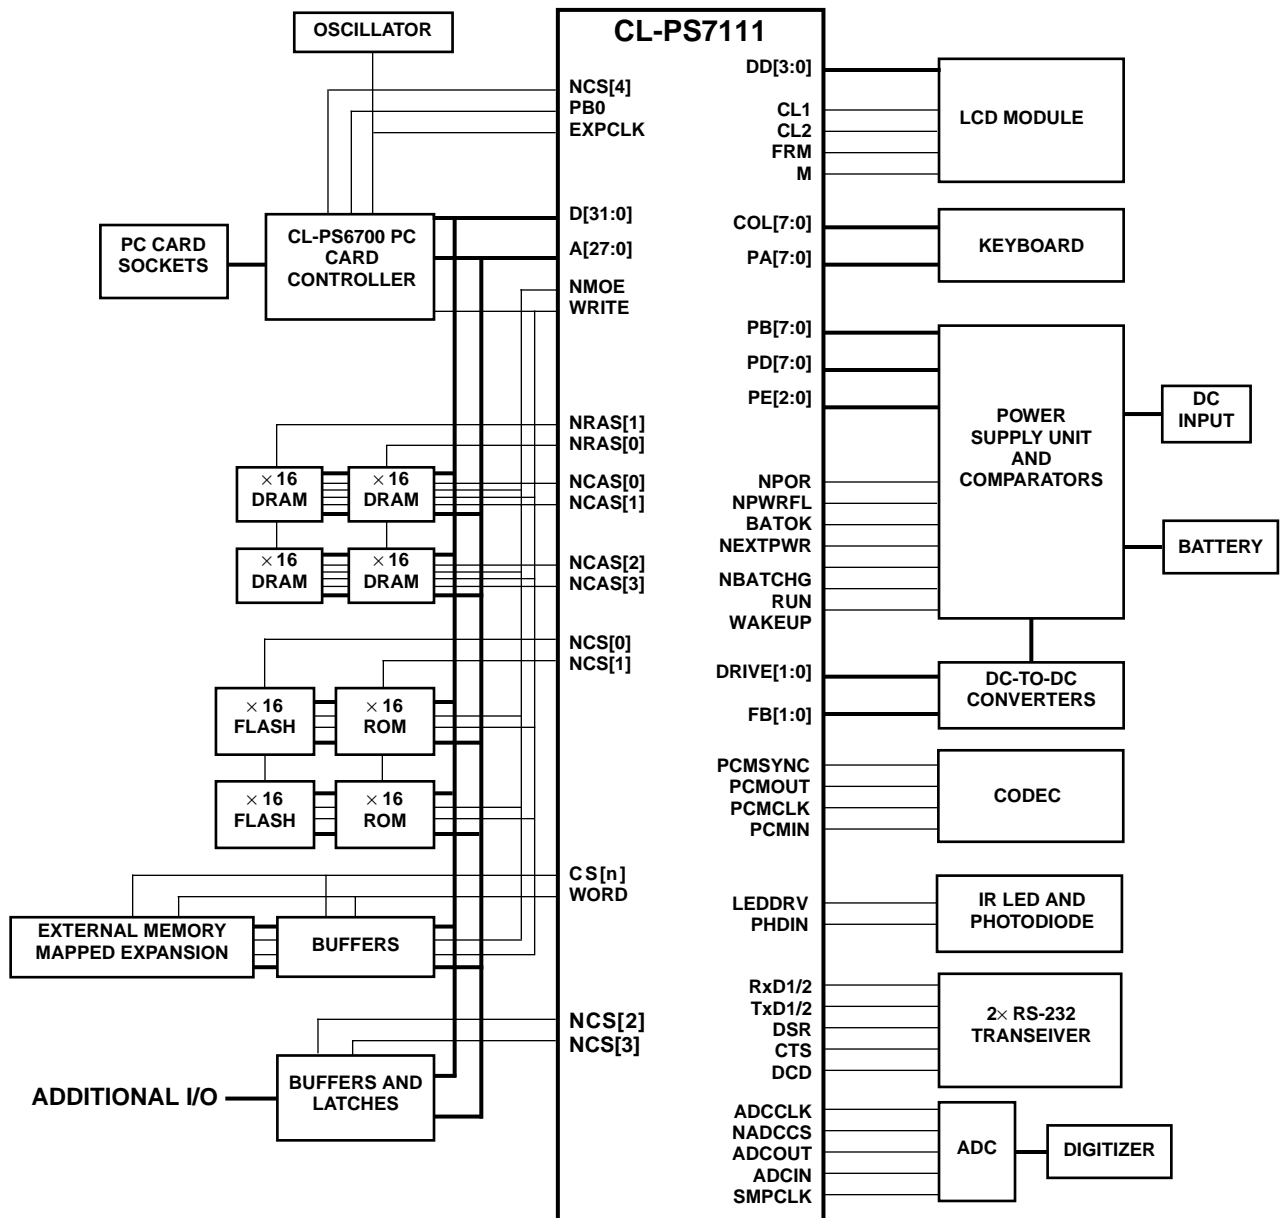 CL-PS7111
OSCILLATOR
NCS[4]
PB0
EXPCLK
D[31:0]
A[27:0]
NMOE
WRITE
PC CARD
SOCKETS
CL-PS6700 PC
CARD
CONTROLLER
NRAS[1]
NRAS[0]
NCAS[0]
NCAS[1]
NCAS[2]
NCAS[3]
× 16
DRAM
× 16
DRAM
× 16
DRAM
× 16
DRAM
NCS[0]
NCS[1]
× 16
FLASH
× 16
ROM
× 16
FLASH
× 16
ROM
CS[n]
WORD
EXTERNAL MEMORY
MAPPED EXPANSION
BUFFERS
NCS[2]
NCS[3]
ADDITIONAL I/O
BUFFERS AND
LATCHES
DD[3:0]
CL1
CL2
FRM
M
LCD MODULE
COL[7:0]
PA[7:0]
KEYBOARD
PB[7:0]
PD[7:0]
PE[2:0]
NPOR
NPWRFL
BATOK
NEXTPWR
NBATCHG
RUN
WAKEUP
POWER
SUPPLY UNIT
AND
COMPARATORS
DC
INPUT
BATTERY
DRIVE[1:0]
FB[1:0]
DC-TO-DC
CONVERTERS
PCMSYNC
PCMOUT
PCMCLK
PCMIN
CODEC
LEDDRV
PHDIN
IR LED AND
PHOTODIODE
RxD1/2
TxD1/2
DSR
CTS
DCD
2× RS-232
TRANSEIVER
ADCCLK
NADCCS
ADCOUT
ADCIN
SMPCLK
ADC
DIGITIZER